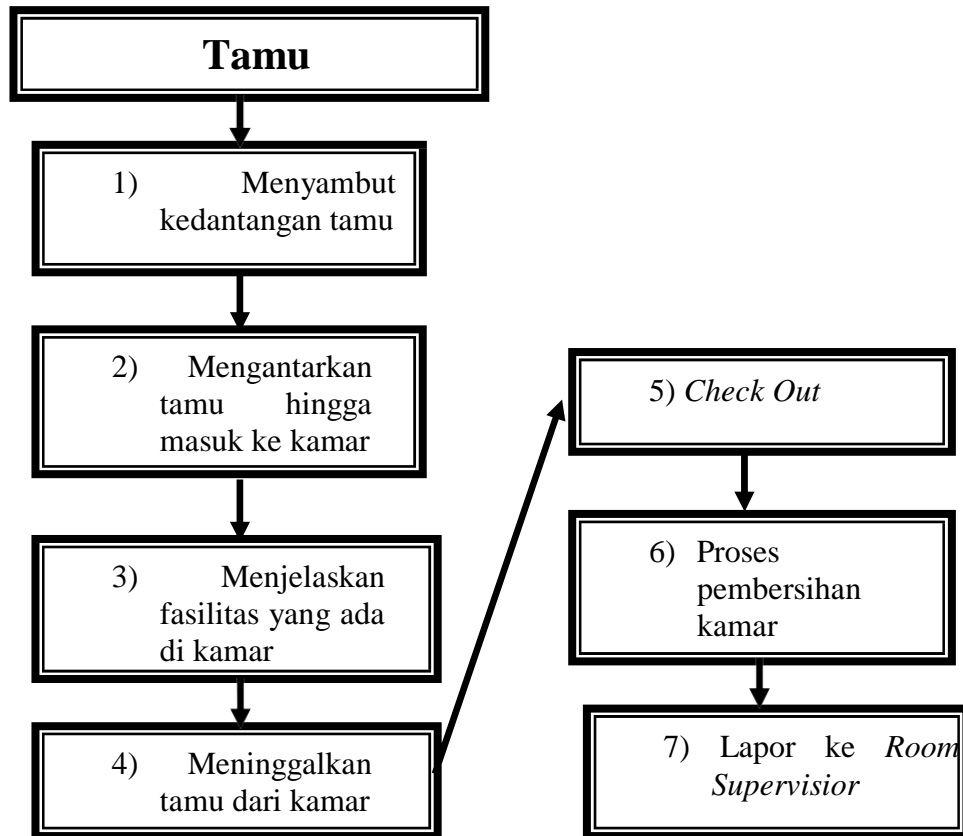 Tamu
1) Menyambut
kedantangan tamu
2) Mengantarkan
tamu hingga
masuk ke kamar
3) Menjelaskan
fasilitas yang ada
di kamar
4) Meninggalkan
tamu dari kamar
5) Check Out
6) Proses
pembersihan
kamar
7) Lapor ke Room
Supervisior